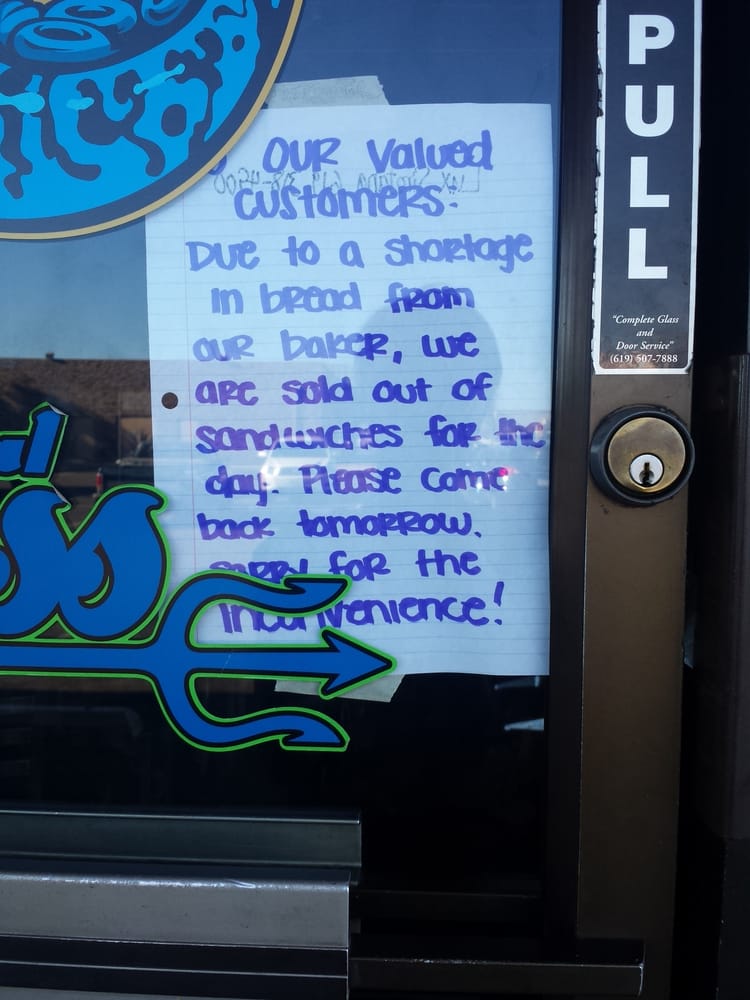 OUR Valued
customers:
Due to a shortage
in bread from
our baker, we
are sold out of
sandwiches for the
day. Please come
back tomorrow.
Sorry for the
inconvenience!
PULL
"Complete Glass
and
Door Service"
(619) 507-7888